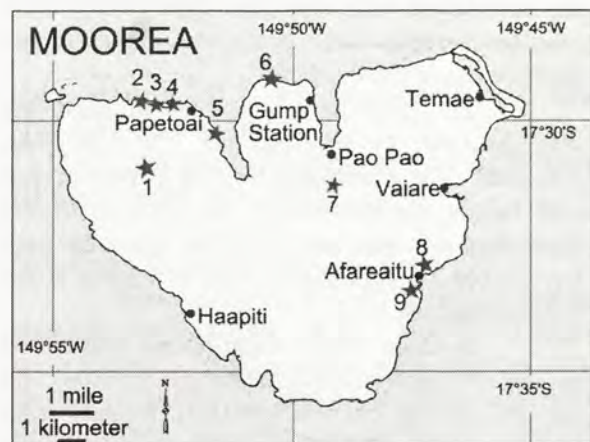 149°50'W
149°45'W
MOOREA
6
2 3 4
Temae
Gump
Station
5
Papetoai
17°30'S
Pao Pao
1
7
Vaiare
8
Afareaitu
9
Haapiti
149°55'W
17°35'S
1 mile
N
1 kilometer